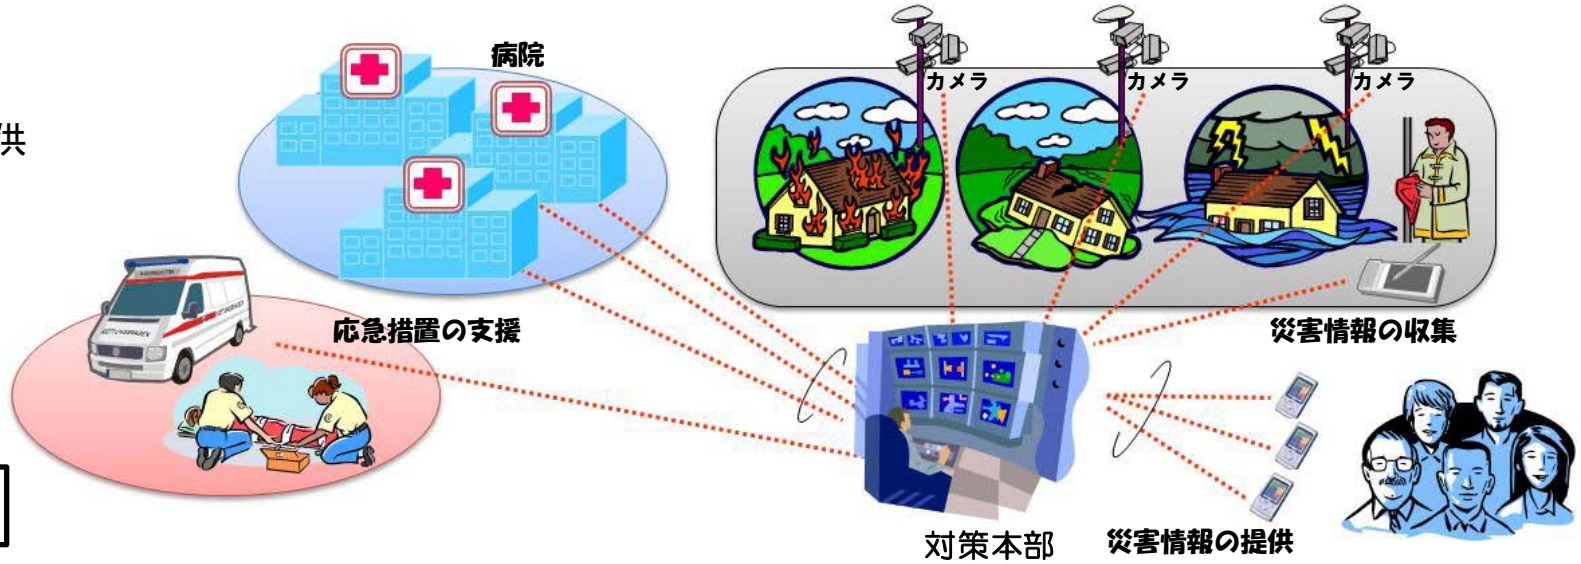 病院
カメラ
カメラ
カメラ
供
応急措置の支援
災害情報の収集
対策本部
災害情報の提供